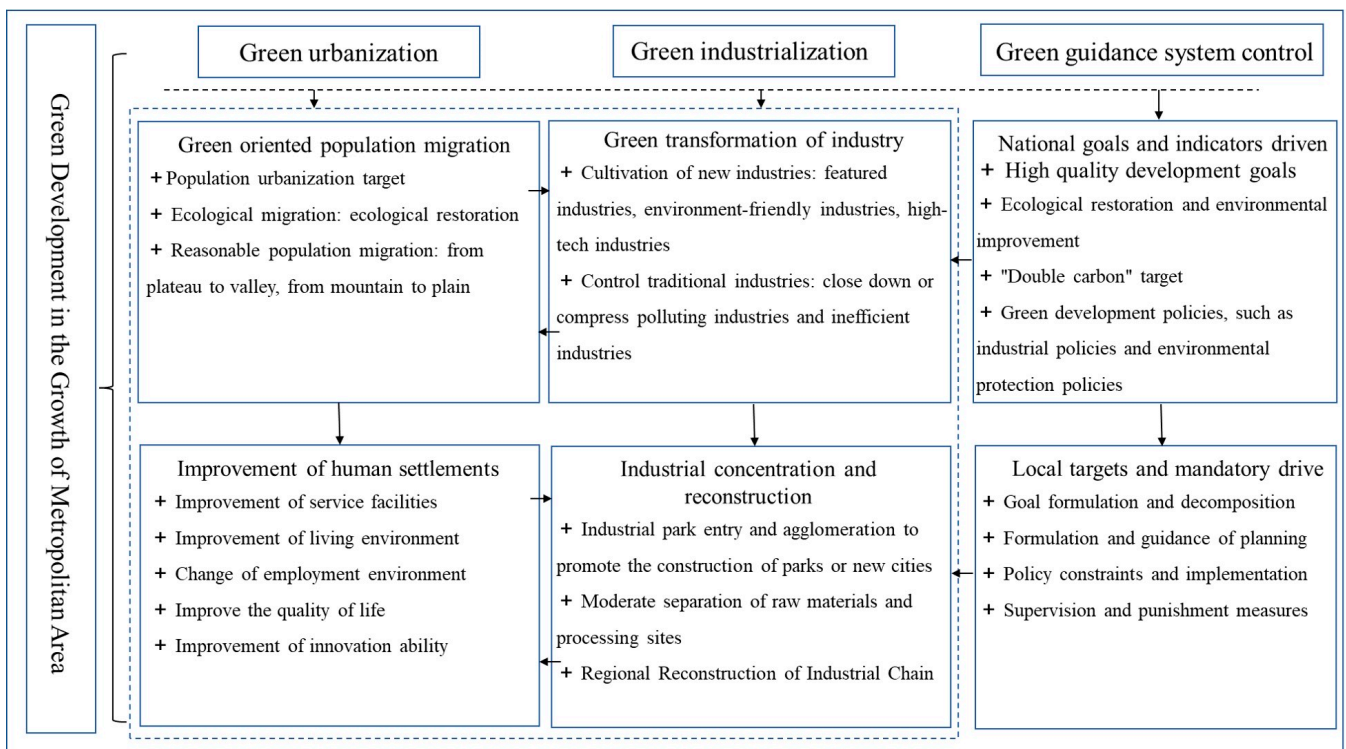 Green Development in the Growth of Metropolitan Area
Green urbanization
Green industrialization
Green guidance system control
Green oriented population migration
+Population urbanization target
+ Ecological migration: ecological restoration
+ Reasonable population migration: from
plateau to valley, from mountain to plain
Green transformation of industry
+ Cultivation of new industries: featured
industries, environment-friendly industries, high-
tech industries
+ Control traditional industries: close down or
compress polluting industries and inefficient
industries
National goals and indicators driven
+ High quality development goals
+ Ecological restoration and environmental
improvement
+ "Double carbon" target
+ Green development policies, such as
industrial policies and environmental
protection policies
Improvement of human settlements
+ Improvement of service facilities
+ Improvement of living environment
+ Change of employment environment
+ Improve the quality of life
+ Improvement of innovation ability
Industrial concentration and
reconstruction
+ Industrial park entry and agglomeration to
promote the construction of parks or new cities
+ Moderate separation of raw materials and
processing sites
+ Regional Reconstruction of Industrial Chain
Local targets and mandatory drive
+ Goal formulation and decomposition
+ Formulation and guidance of planning
+ Policy constraints and implementation
+ Supervision and punishment measures